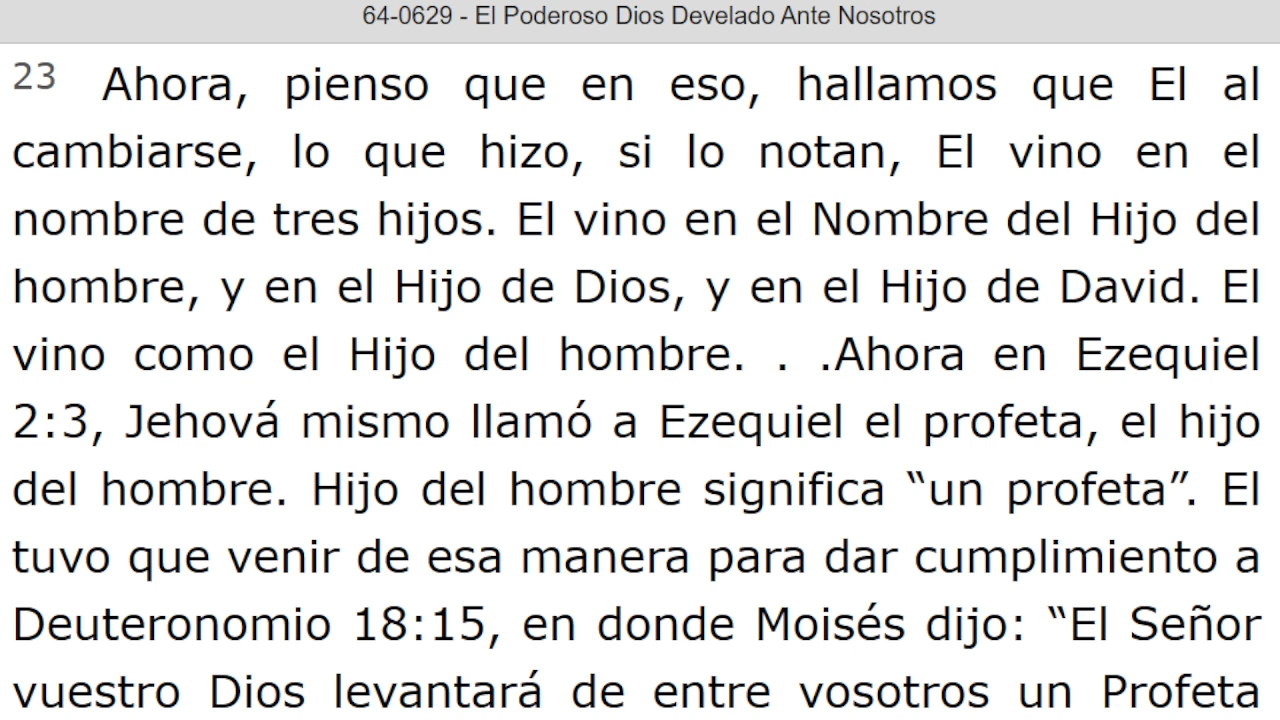 64-0629 - El Poderoso Dios Develado Ante Nosotros
23 Ahora, pienso que en eso, hallamos que El al
cambiarse, lo que hizo, si lo notan, El vino en el
nombre de tres hijos. El vino en el Nombre del Hijo del
hombre, y en el Hijo de Dios, y en el Hijo de David. El
vino como el Hijo del hombre. . .Ahora en Ezequiel
2:3, Jehová mismo llamó a Ezequiel el profeta, el hijo
del hombre. Hijo del hombre significa “un profeta”. El
tuvo que venir de esa manera para dar cumplimiento a
Deuteronomio 18:15, en donde Moisés dijo: “El Señor
vuestro Dios levantará de entre vosotros un Profeta